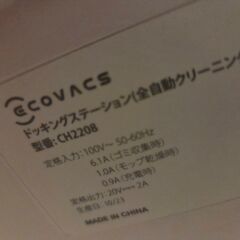 ECOVACS
ドッキングステーション(全自動クリーニング
型番: CH2208
定格入力: 100V~ 50-60Hz
6.1A(ゴミ収集時)
1.0A(モップ乾燥時)
0.9A(充電時)
定格出力: 20V⎓ 2A
生産日:
MADE IN CHINA